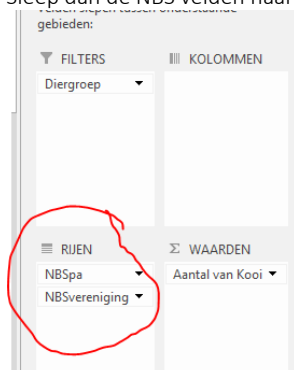 Sleep dan de NBS velden naar
Velden slepen tussen onderstaande
gebieden:
FILTERS
KOLOMMEN
Diergroep
RIJEN
Σ WAARDEN
NBSpa
Aantal van Kooi
NBSvereniging